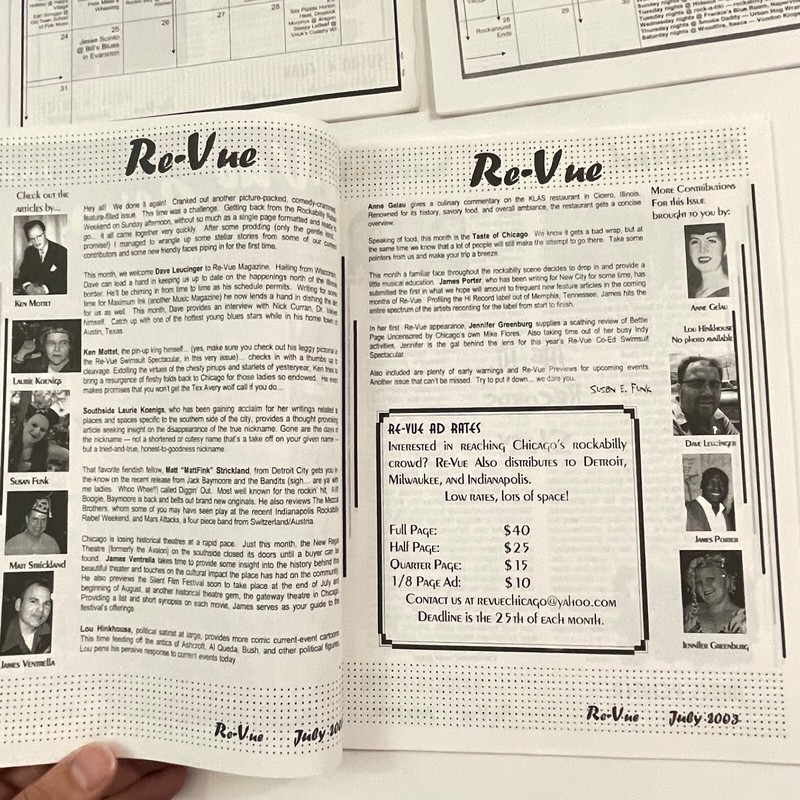 24
25
26
27
28
31
Jesse Scinto
@ Bill's Blues
in Evanston
28
Rockaround
Ends
29
30
Re-Vue
Check out the
articles by....
Ken Mottet
Laurie Koenigs
Susan Funk
Matt Strickland
James Ventrella
Hey all! We done it again! Cranked out another picture-packed, comedy-crammed,
feature-filled issue. This time was a challenge. Getting back from the Rockabilly Rebel
Weekend on Sunday, without so much as a single page formatted and ready to
go... it all came together very quickly. After some prodding (only the gentle kind,
promise!) I managed to wrangle up some stellar stories from some of our current
contributors and some new friends piping in for the first time.
This month, we welcome Dave Leucinger to Re-Vue Magazine. Hailing from Wisconsin,
Dave can lend a hand in keeping us up to date on the happenings north of the Illinois
border. He'll be chiming in from time to time as his schedule permits. Writing for some
time for Maximum Ink (another Music Magazine) he now lends a hand in dishing the dirt
for us as well. This month, Dave provides an interview with Nick Curran, Dr. Velvet
himself. Catch up with one of the hottest young blues stars while in his home town of
Austin, Texas.
Ken Mottet, the pin-up king himself... (yes, make sure you check out his leggy pictorial in
the Re-Vue Swimsuit Spectacular, in this very issue)... checks in with a thumbs up to
cleavage. Extolling the virtues of the chesty pinups and starlets of yesteryear, Ken tries to
bring a resurgence of fleshy folds back to Chicago for those ladies so endowed. He even
makes promises that you won't get the Tex Avery wolf call if you do...
Southside Laurie Koenigs, who has been gaining acclaim for her writings related to
places and spaces specific to the southern side of the city, provides a thought provoking
article seeking insight on the disappearance of the true nickname. Gone are the days of
the nickname — not a shortened or cutesy name that's a take off on your given name —
but a tried-and-true, honest-to-goodness nickname.
That favorite fiendish fellow, Matt "MattFink" Strickland, from Detroit City gets you in
the-know on the recent release from Jack Baymoore and the Bandits (sigh... are ya with
me ladies. Whoo Whee!!) called Diggin' Out. Most well known for the rockin' hit, A-V8
Boogie, Baymoore is back and belts out brand new originals. He also reviews The Mezcal
Brothers, whom some of you may have seen play at the recent Indianapolis Rockabilly
Rebel Weekend, and Mars Attacks, a four piece band from Switzerland/Austria.
Chicago is losing historical theatres at a rapid pace. Just this month, the New Regal
Theatre (formerly the Avalon) on the southside closed its doors until a buyer can be
found. James Ventrella takes time to provide some insight into the history behind this
beautiful theater and touches on the cultural impact the place has had on the community.
He also previews the Silent Film Festival soon to take place at the end of July and
beginning of August, at another historical theatre gem, the gateway theatre in Chicago.
Providing a list and short synopsis on each movie, James serves as your guide to the
festival's offerings.
Lou Hinkhouse, political satirist at large, provides more comic current-event cartoons.
This time feeding off the antics of Ashcroft, Al Queda, Bush, and other political figures,
Lou pens his pensive response to current events today.
Re-Vue July
Re-Vue
Anne Gelau gives a culinary commentary on the KLAS restaurant in Cicero, Illinois.
Renowned for its history, savory food, and overall ambiance, the restaurant gets a concise
overview.
Speaking of food, this month is the Taste of Chicago. We know it gets a bad wrap, but at
the same time we know that a lot of people will still make the attempt to go there. Take some
pointers from us and make your trip a breeze.
This month a familiar face throughout the rockabilly scene decides to drop in and provide a
little musical education. James Porter, who has been writing for New City for some time, has
submitted the first in what we hope will amount to frequent new feature articles in the coming
months of Re-Vue. Profiling the Hi Record label out of Memphis, Tennessee, James hits the
entire spectrum of the artists recording for the label from start to finish.
In her first Re-Vue appearance, Jennifer Greenburg supplies a scathing review of Bettie
Page Uncensored by Chicago's own Mike Flores. Also taking time out of her busy Indy
activities, Jennifer is the gal behind the lens for this year's Re-Vue Co-Ed Swimsuit
Spectacular.
Also included are plenty of early warnings and Re-Vue Previews for upcoming events.
Another issue that can't be missed. Try to put it down... we dare you.
Susan E. Funk
Re-Vue Ad Rates
Interested in reaching Chicago's rockabilly
crowd? Re-Vue Also distributes to Detroit,
Milwaukee, and Indianapolis.
Low rates, lots of space!
Full Page: $40
Half Page: $25
Quarter Page: $15
1/8 Page Ad: $10
Contact us at revuechicago@yahoo.com
Deadline is the 25th of each month.
More Contributions
For this Issue
brought to you by:
Anne Gelau
Lou Hinkhouse
No photo available
Dave Leucinger
James Porter
Jennifer Greenburg
Re-Vue July 2003